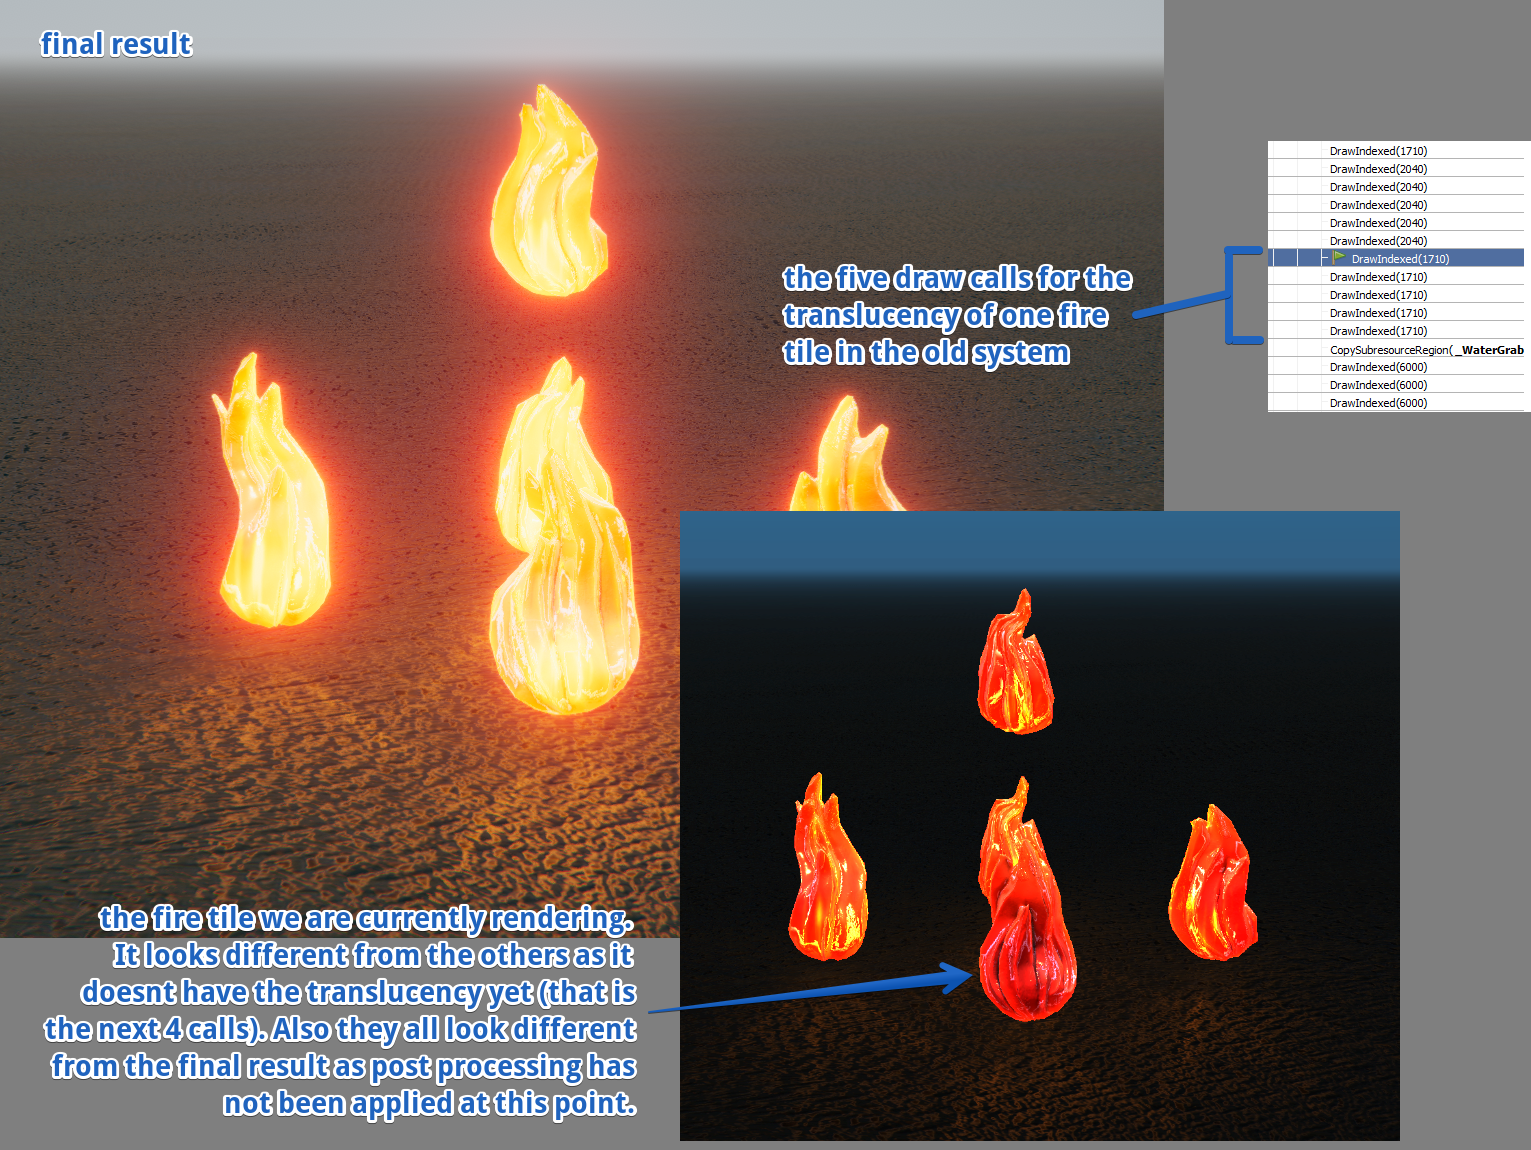 final result
DrawIndexed(1710)
DrawIndexed(2040)
DrawIndexed(2040)
DrawIndexed(2040)
DrawIndexed(2040)
DrawIndexed(2040)
DrawIndexed(1710)
DrawIndexed(1710)
DrawIndexed(1710)
DrawIndexed(1710)
DrawIndexed(1710)
CopySubresourceRegion(_WaterGrab
DrawIndexed(6000)
DrawIndexed(6000)
DrawIndexed(6000)
the five draw calls for the
translucency of one fire
tile in the old system
the fire tile we are currently rendering.
It looks different from the others as it
doesnt have the translucency yet (that is
the next 4 calls). Also they all look different
from the final result as post processing has
not been applied at this point.